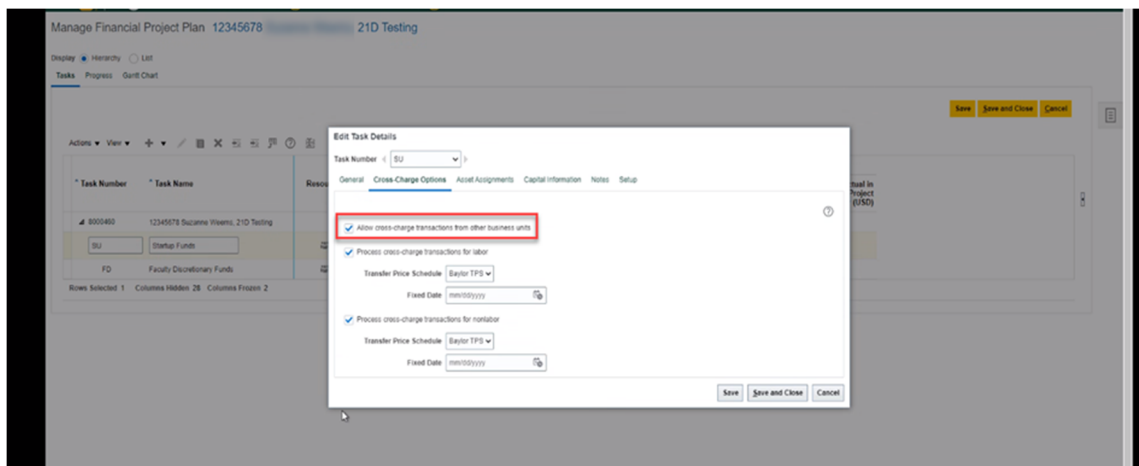 Manage Financial Project Plan 12345678 21D Testing
Display Hierarchy List
Tasks Progress Gantt Chart
Save Save and Close Cancel
Actions View
Task Number Task Name
8000460 12345678 Suzanne Weems, 21D Testing
SU Startup Funds
FD Faculty Discretionary Funds
Rows Selected 1 Columns Hidden 28 Columns Frozen 2
Edit Task Details
Task Number SU
General Cross-Charge Options Asset Assignments Capital Information Notes Setup
Allow cross-charge transactions from other business units
Process cross-charge transactions for labor
Transfer Price Schedule Baylor TPS
Fixed Date mm/dd/yyyy
Process cross-charge transactions for nonlabor
Transfer Price Schedule Baylor TPS
Fixed Date mm/dd/yyyy
Save Save and Close Cancel
Project
(USD)